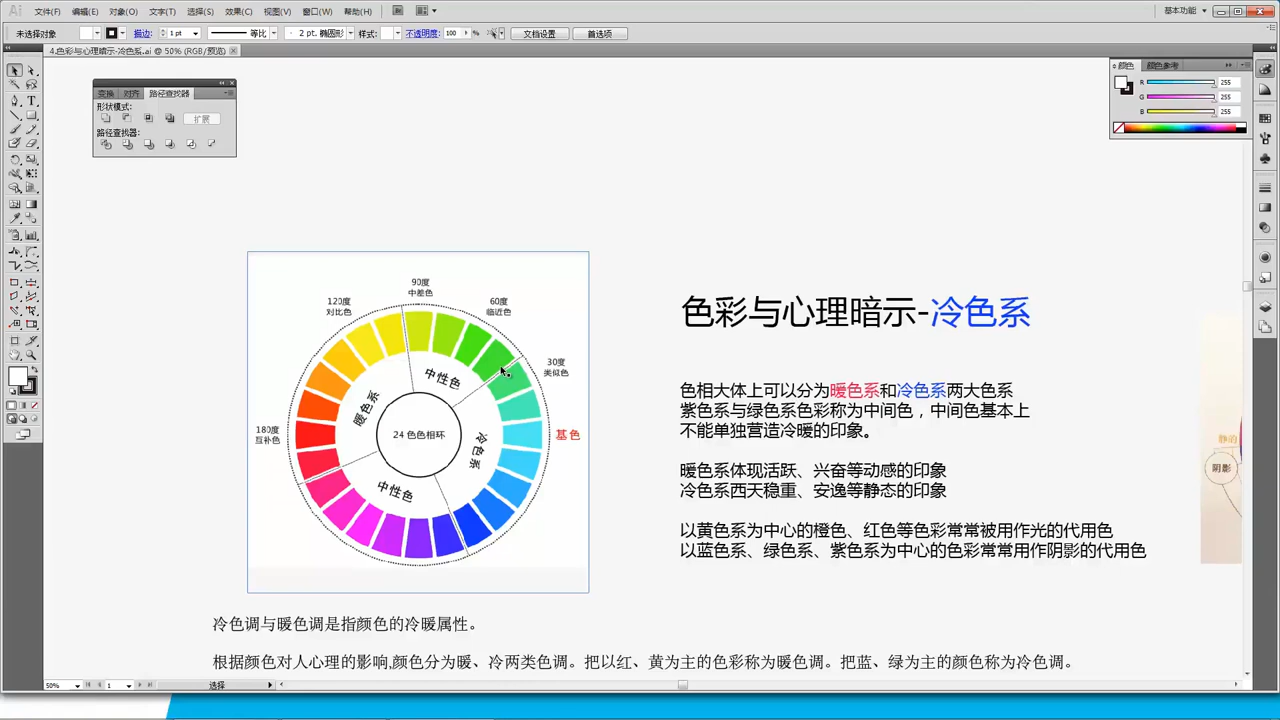 Ai 文件(F) 编辑(E) 对象(O) 文字(T) 选择(S) 效果(C) 视图(V) 窗口(W) 帮助(H) Br 基本功能
未选择对象 描边: 1 pt 等比 2 pt. 椭圆形 样式: 不透明度: 100 % 文档设置 首选项
4.色彩与心理暗示-冷色系.ai @ 50% (RGB/预览)
变换 对齐 路径查找器
形状模式:
扩展
路径查找器:
颜色 颜色参考
R 255
G 255
B 255
90度
中差色
120度
对比色
60度
临近色
30度
类似色
180度
互补色
基色
中性色
暖色系
冷色系
中性色
24 色色相环
色彩与心理暗示-冷色系
色相大体上可以分为暖色系和冷色系两大色系
紫色系与绿色系色彩称为中间色，中间色基本上
不能单独营造冷暖的印象。
暖色系体现活跃、兴奋等动感的印象
冷色系西天稳重、安逸等静态的印象
以黄色系为中心的橙色、红色等色彩常常被用作光的代用色
以蓝色系、绿色系、紫色系为中心的色彩常常用作阴影的代用色
静的
阴影
冷色调与暖色调是指颜色的冷暖属性。
根据颜色对人心理的影响,颜色分为暖、冷两类色调。把以红、黄为主的色彩称为暖色调。把蓝、绿为主的颜色称为冷色调。
50% 1 选择